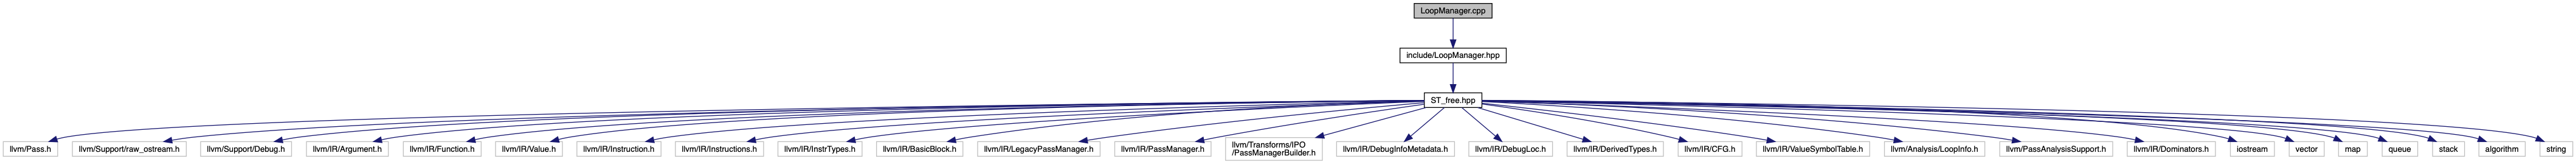 LoopManager.cpp
include/LoopManager.hpp
ST_free.hpp
llvm/Pass.h
llvm/Support/raw_ostream.h
llvm/Support/Debug.h
llvm/IR/Argument.h
llvm/IR/Function.h
llvm/IR/Value.h
llvm/IR/Instruction.h
llvm/IR/Instructions.h
llvm/IR/InstrTypes.h
llvm/IR/BasicBlock.h
llvm/IR/LegacyPassManager.h
llvm/IR/PassManager.h
llvm/Transforms/IPO
/PassManagerBuilder.h
llvm/IR/DebugInfoMetadata.h
llvm/IR/DebugLoc.h
llvm/IR/DerivedTypes.h
llvm/IR/CFG.h
llvm/IR/ValueSymbolTable.h
llvm/Analysis/LoopInfo.h
llvm/PassAnalysisSupport.h
llvm/IR/Dominators.h
iostream
vector
map
queue
stack
algorithm
string